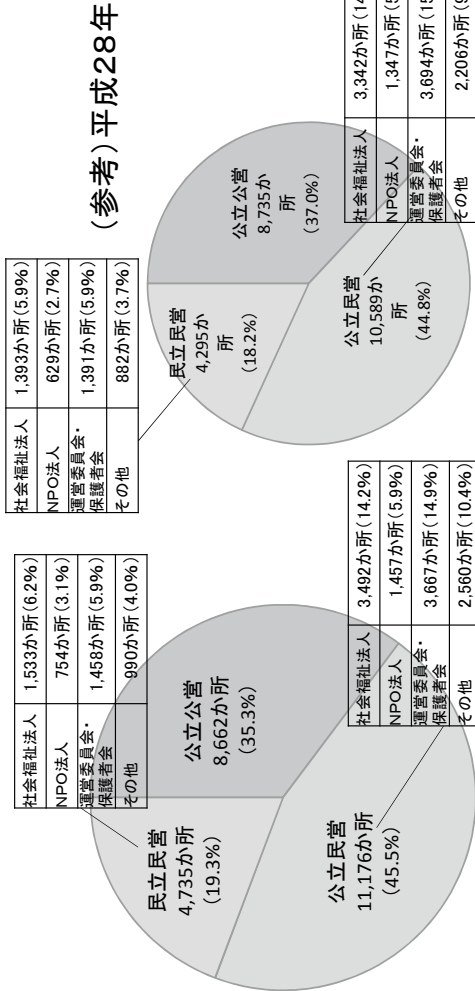 社会福祉法人 1,533か所(6.2%)
NPO法人 754か所(3.1%)
運営委員会・
保護者会 1,458か所(5.9%)
その他 990か所(4.0%)
民立民営
4,735か所
(19.3%)
公立公営
8,662か所
(35.3%)
公立民営
11,176か所
(45.5%)
社会福祉法人 3,492か所(14.2%)
NPO法人 1,457か所(5.9%)
運営委員会・
保護者会 3,667か所(14.9%)
その他 2,560か所(10.4%)
(参考)平成28年
社会福祉法人 1,393か所(5.9%)
NPO法人 629か所(2.7%)
運営委員会・
保護者会 1,391か所(5.9%)
その他 882か所(3.7%)
民立民営
4,295か
所
(18.2%)
公立公営
8,735か
所
(37.0%)
公立民営
10,589か
所
(44.8%)
社会福祉法人 3,342か所(14
NPO法人 1,347か所(5
運営委員会・
保護者会 3,694か所(15
その他 2,206か所(9